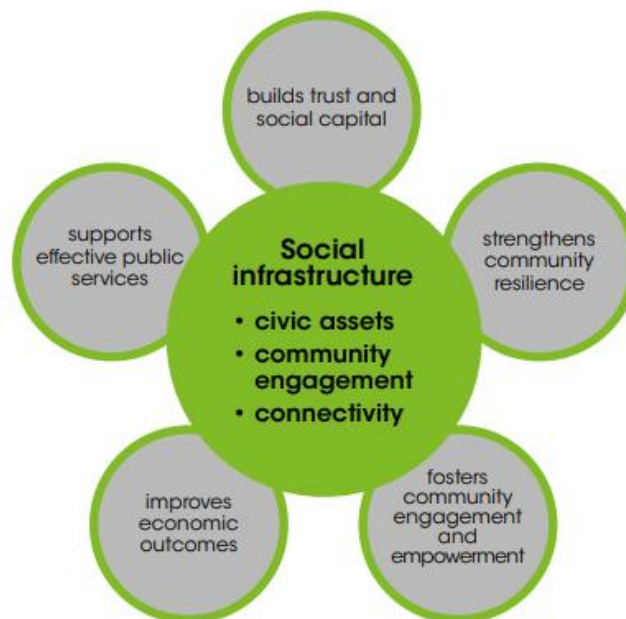 builds trust and
social capital
supports
effective public
services
Social
infrastructure
• civic assets
• community
engagement
• connectivity
strengthens
community
resilience
improves
economic
outcomes
fosters
community
engagement
and
empowerment